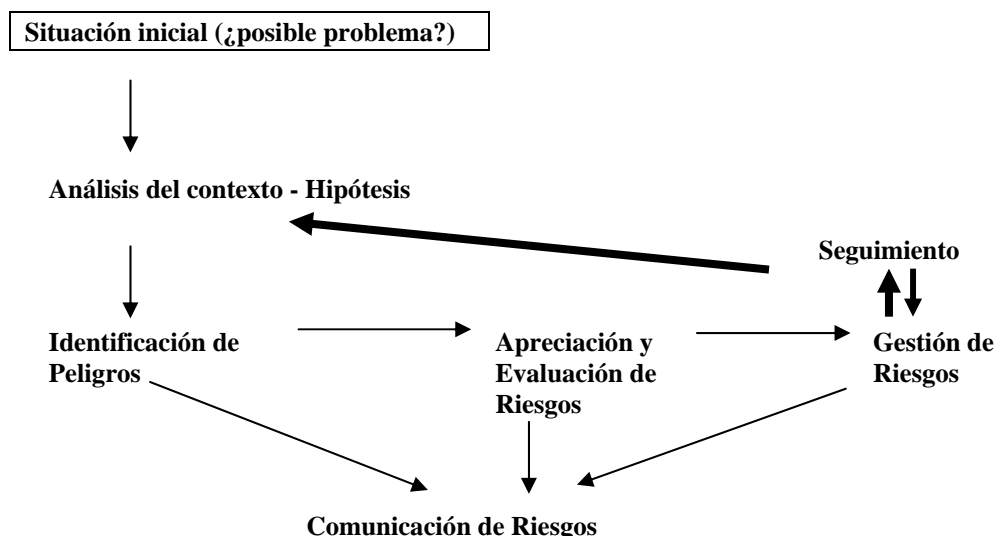 Situación inicial (¿posible problema?)
Análisis del contexto - Hipótesis
Seguimiento
Identificación de
Peligros
Apreciación y
Evaluación de
Riesgos
Gestión de
Riesgos
Comunicación de Riesgos